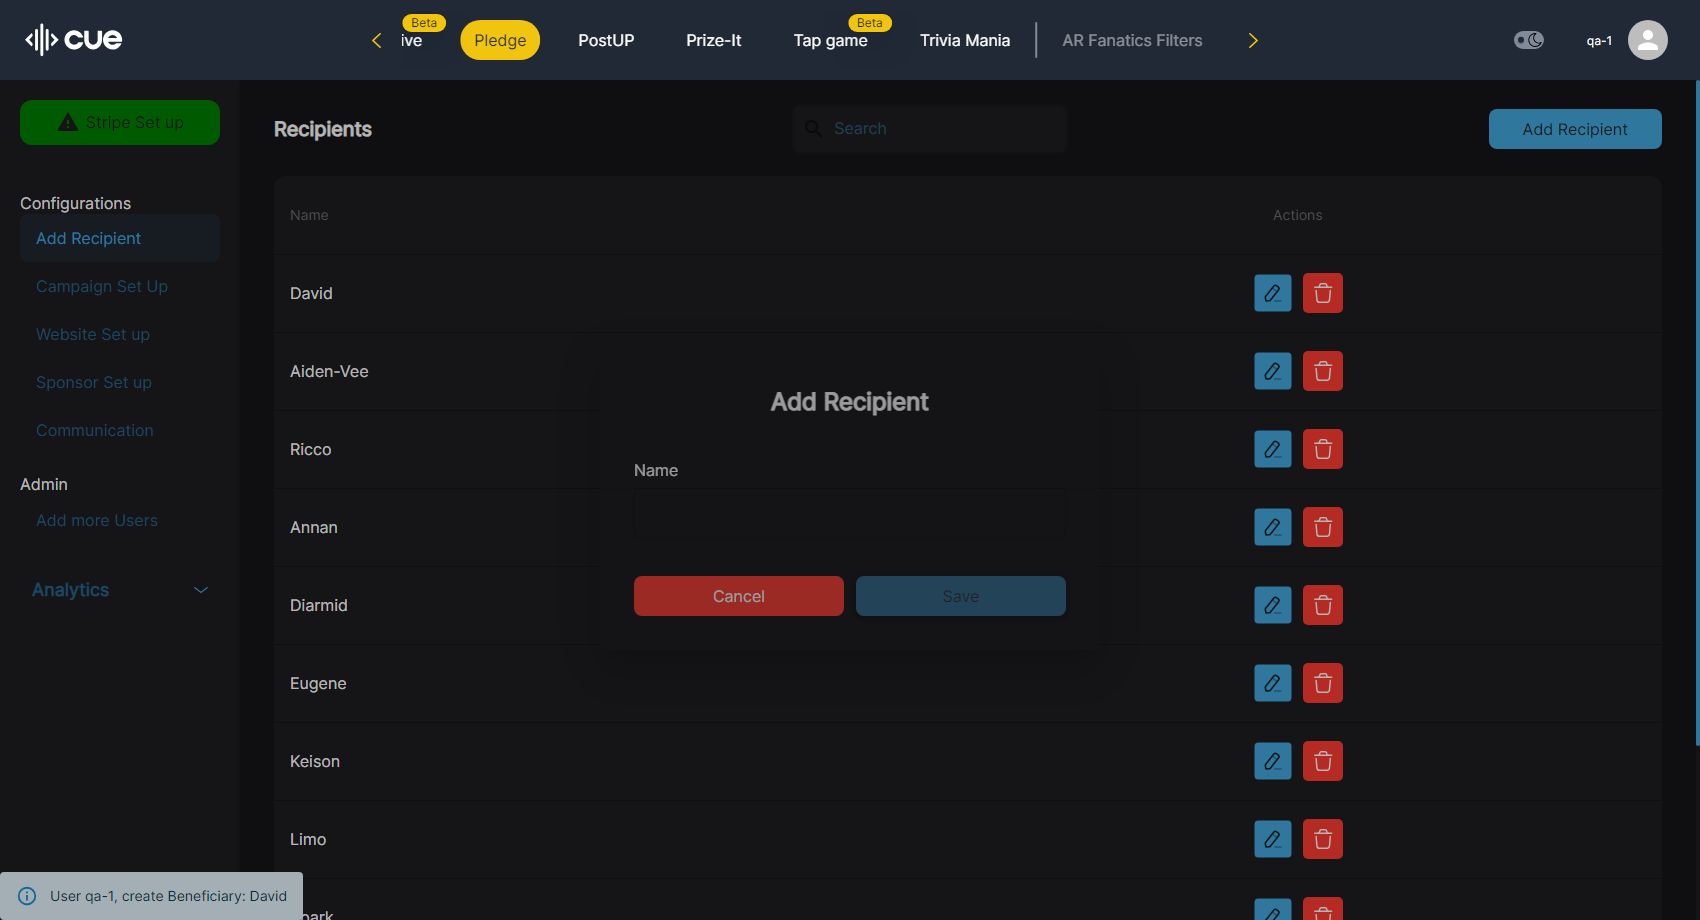 cue
Beta
ive
Pledge
PostUP
Prize-It
Beta
Tap game
Trivia Mania
AR Fanatics Filters
qa-1
Stripe Set up
Configurations
Add Recipient
Campaign Set Up
Website Set up
Sponsor Set up
Communication
Admin
Add more Users
Analytics
Recipients
Search
Add Recipient
Name
Actions
David
Aiden-Vee
Ricco
Annan
Diarmid
Eugene
Keison
Limo
Add Recipient
Name
Cancel
Save
User qa-1, create Beneficiary: David